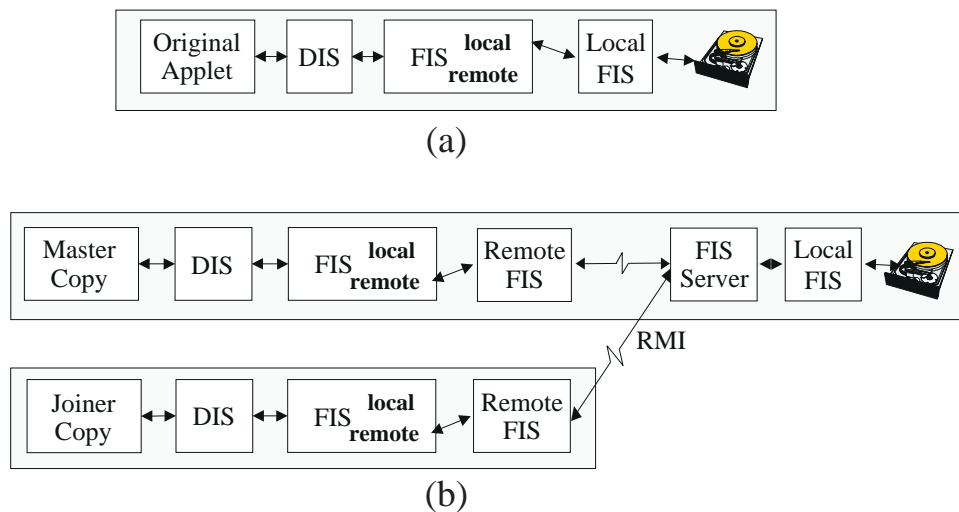 Original
Applet
DIS
FIS
local
remote
Local
FIS
(a)
Master
Copy
DIS
FIS
local
remote
Remote
FIS
FIS
Server
Local
FIS
RMI
Joiner
Copy
DIS
FIS
local
remote
Remote
FIS
(b)